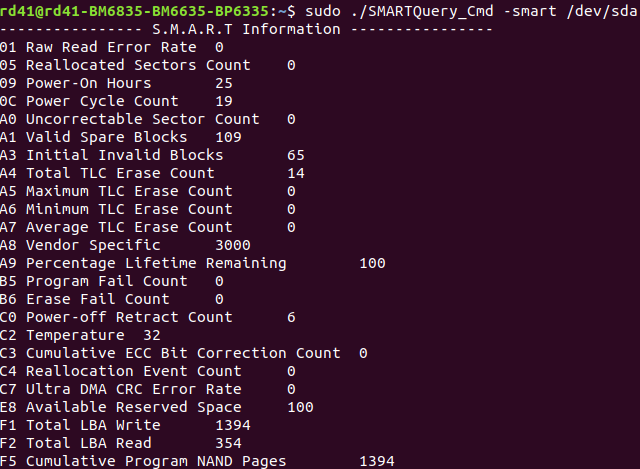 rd41@rd41-BM6835-BM6635-BP6335:~$ sudo ./SMARTQuery_Cmd -smart /dev/sda
---------------- S.M.A.R.T Information ----------------
01 Raw Read Error Rate 0
05 Reallocated Sectors Count 0
09 Power-On Hours 25
0C Power Cycle Count 19
A0 Uncorrectable Sector Count 0
A1 Valid Spare Blocks 109
A3 Initial Invalid Blocks 65
A4 Total TLC Erase Count 14
A5 Maximum TLC Erase Count 0
A6 Minimum TLC Erase Count 0
A7 Average TLC Erase Count 0
A8 Vendor Specific 3000
A9 Percentage Lifetime Remaining 100
B5 Program Fail Count 0
B6 Erase Fail Count 0
C0 Power-off Retract Count 6
C2 Temperature 32
C3 Cumulative ECC Bit Correction Count 0
C4 Reallocation Event Count 0
C7 Ultra DMA CRC Error Rate 0
E8 Available Reserved Space 100
F1 Total LBA Write 1394
F2 Total LBA Read 354
F5 Cumulative Program NAND Pages 1394